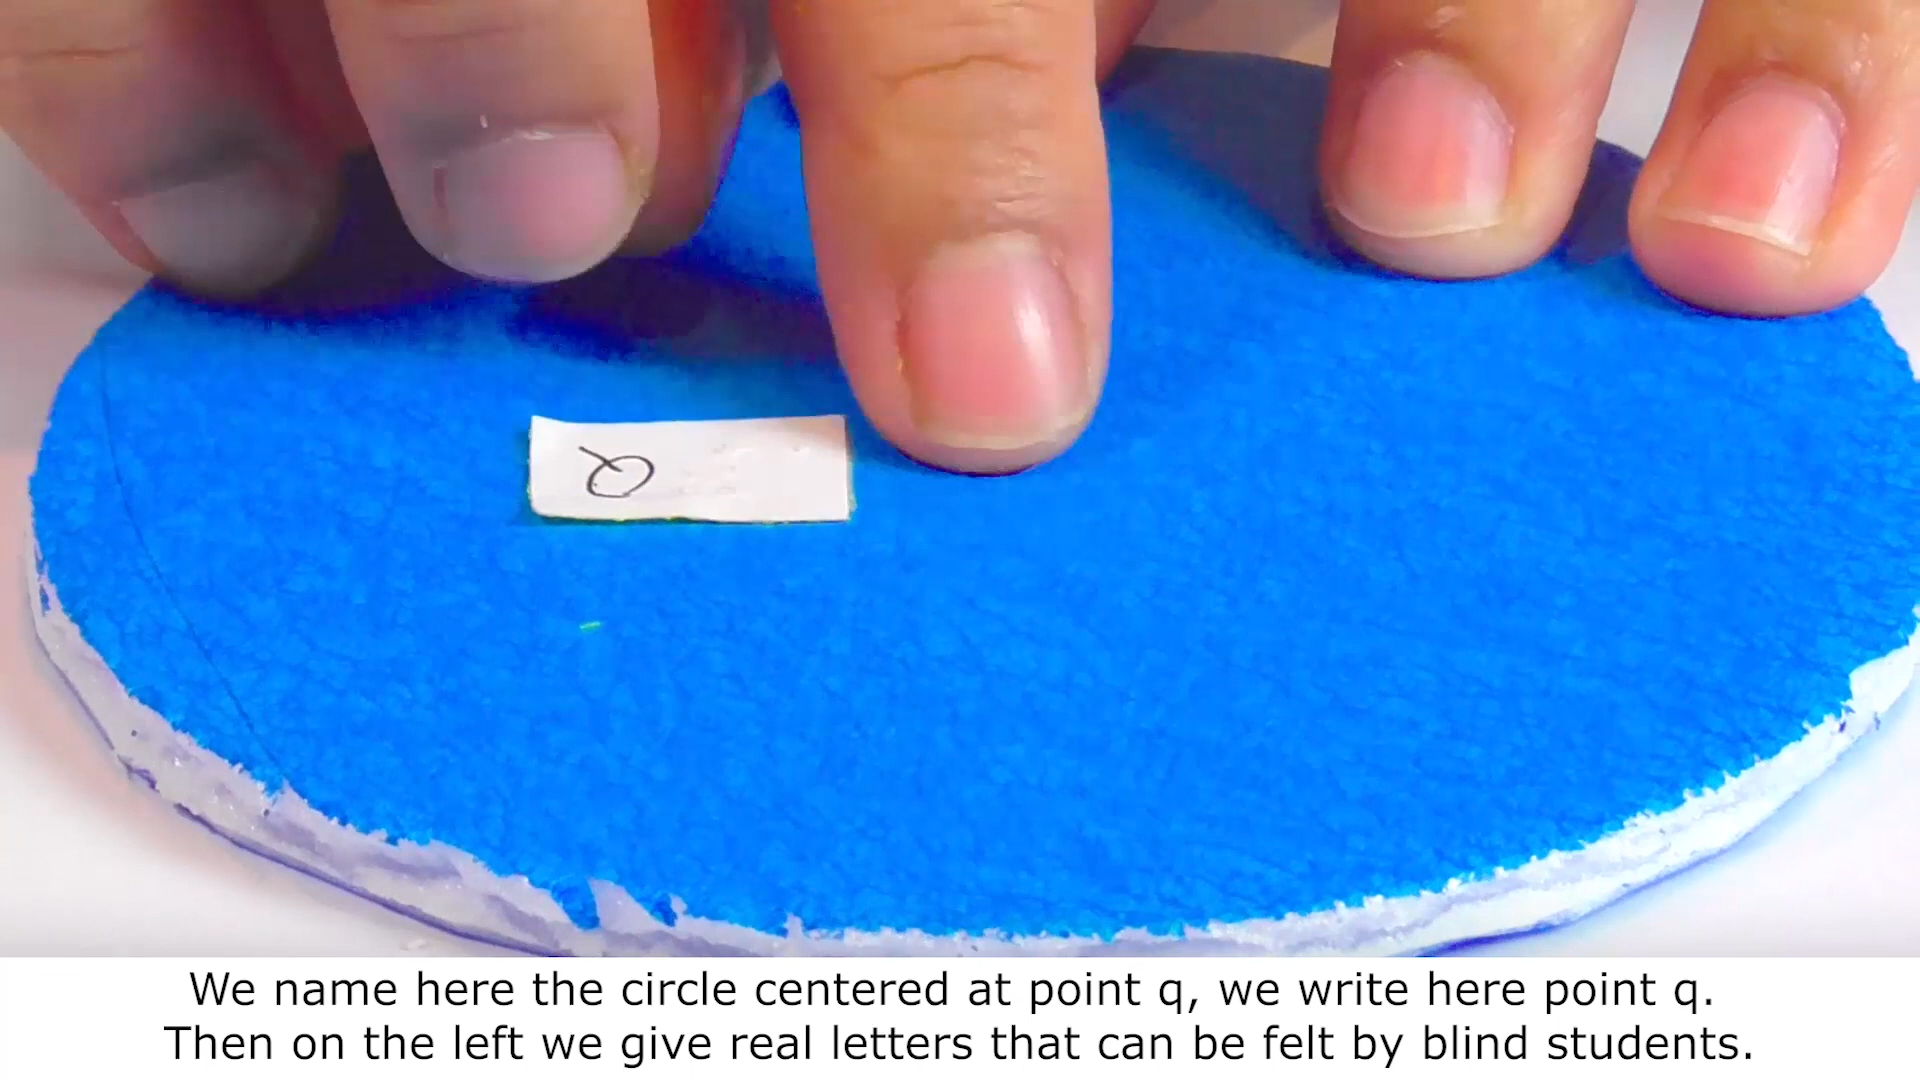 Q
We name here the circle centered at point q, we write here point q.
Then on the left we give real letters that can be felt by blind students.